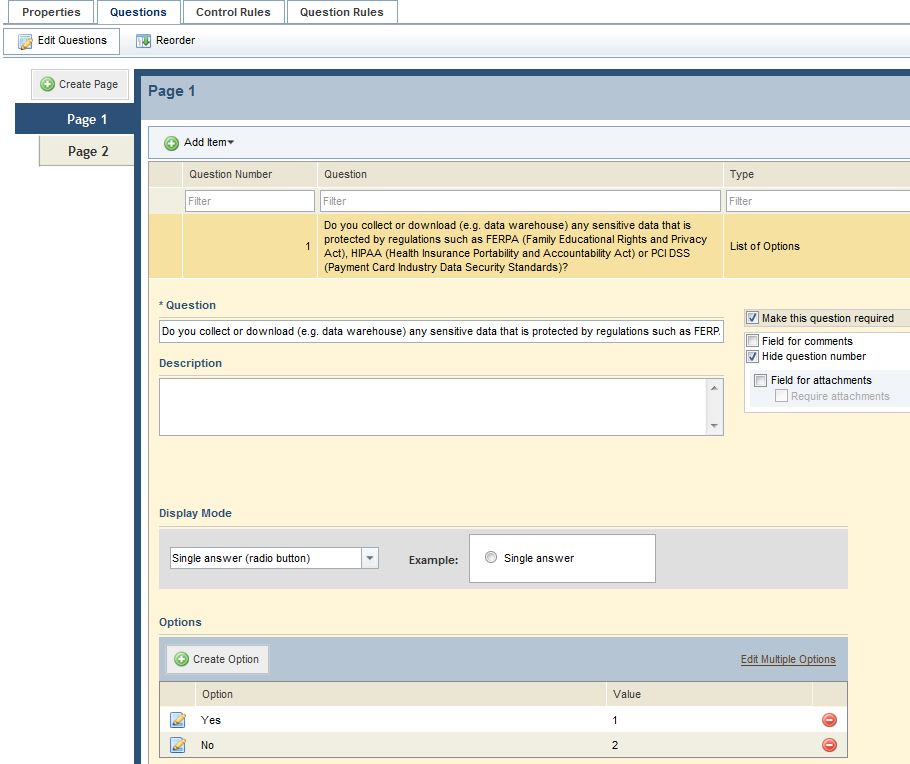 Properties Questions Control Rules Question Rules
Edit Questions Reorder
Create Page
Page 1
Page 2
Page 1
Add Item
Question Number Question Type
Filter Filter Filter
1
Do you collect or download (e.g. data warehouse) any sensitive data that is
protected by regulations such as FERPA (Family Educational Rights and Privacy
Act), HIPAA (Health Insurance Portability and Accountability Act) or PCI DSS
(Payment Card Industry Data Security Standards)?
List of Options
* Question
Do you collect or download (e.g. data warehouse) any sensitive data that is protected by regulations such as FERP
Make this question required
Field for comments
Hide question number
Field for attachments
Require attachments
Description
Display Mode
Single answer (radio button) Example: Single answer
Options
Create Option Edit Multiple Options
Option Value
Yes 1
No 2